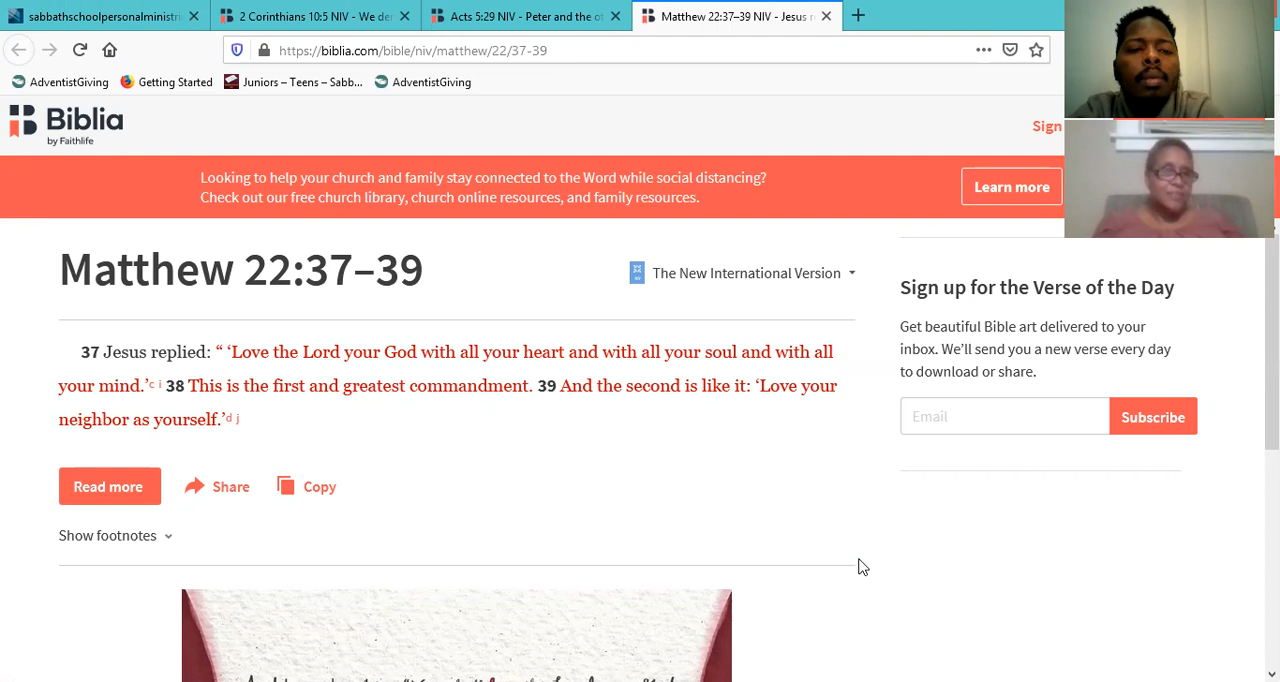 sabbathschoolpersonalministri
2 Corinthians 10:5 NIV - We der
Acts 5:29 NIV - Peter and the ot
Matthew 22:37–39 NIV - Jesus r
https://biblia.com/bible/niv/matthew/22/37-39
AdventistGiving
Getting Started
Juniors – Teens – Sabb...
AdventistGiving
Biblia
by Faithlife
Sign
Looking to help your church and family stay connected to the Word while social distancing?
Check out our free church library, church online resources, and family resources.
Learn more
Matthew 22:37–39
The New International Version
37 Jesus replied: “ ‘Love the Lord your God with all your heart and with all your soul and with all
your mind.’c i 38 This is the first and greatest commandment. 39 And the second is like it: ‘Love your
neighbor as yourself.’d j
Read more
Share
Copy
Show footnotes
Sign up for the Verse of the Day
Get beautiful Bible art delivered to your
inbox. We’ll send you a new verse every day
to download or share.
Email
Subscribe